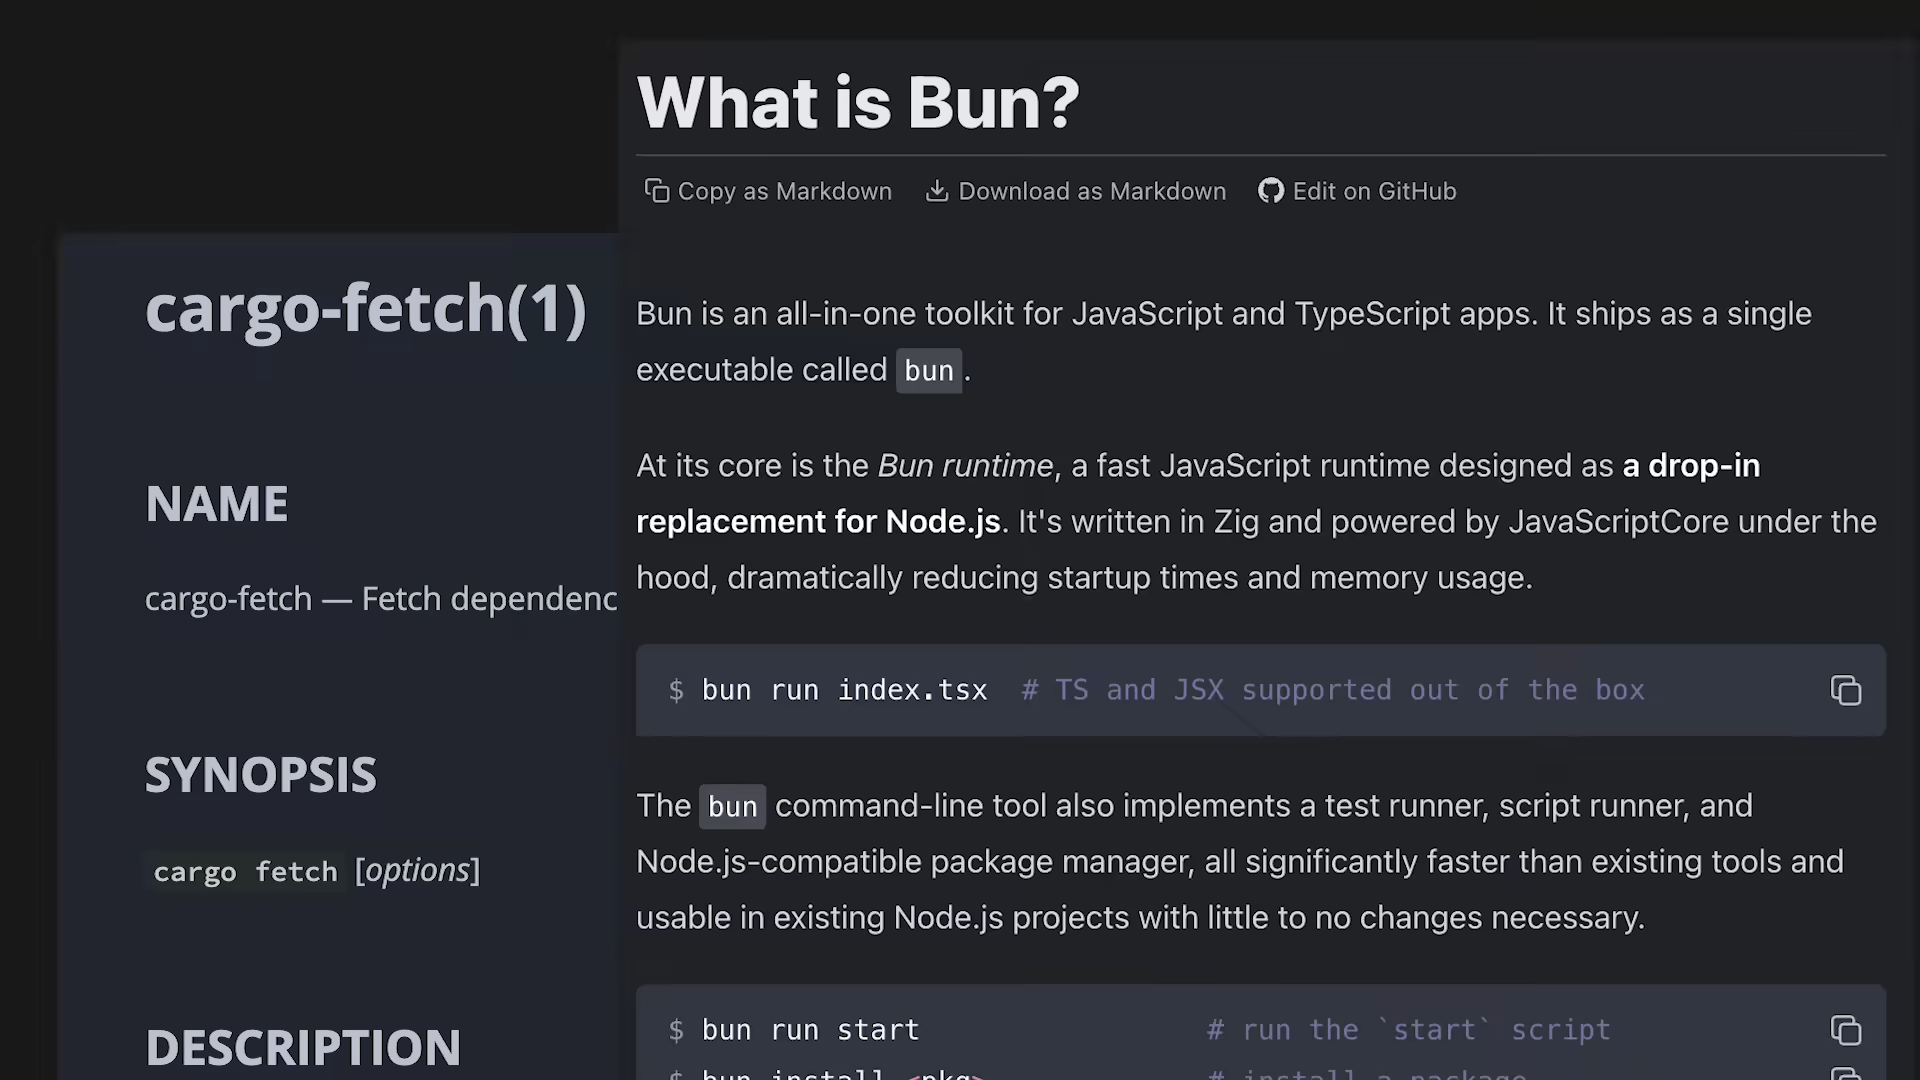 What is Bun?
Copy as Markdown Download as Markdown Edit on GitHub
Bun is an all-in-one toolkit for JavaScript and TypeScript apps. It ships as a single
executable called bun.
At its core is the Bun runtime, a fast JavaScript runtime designed as a drop-in
replacement for Node.js. It's written in Zig and powered by JavaScriptCore under the
hood, dramatically reducing startup times and memory usage.
$ bun run index.tsx # TS and JSX supported out of the box
The bun command-line tool also implements a test runner, script runner, and
Node.js-compatible package manager, all significantly faster than existing tools and
usable in existing Node.js projects with little to no changes necessary.
$ bun run start # run the `start` script
$ bun install <pkg> # install a package
cargo-fetch(1)
NAME
cargo-fetch — Fetch dependenc
SYNOPSIS
cargo fetch [options]
DESCRIPTION